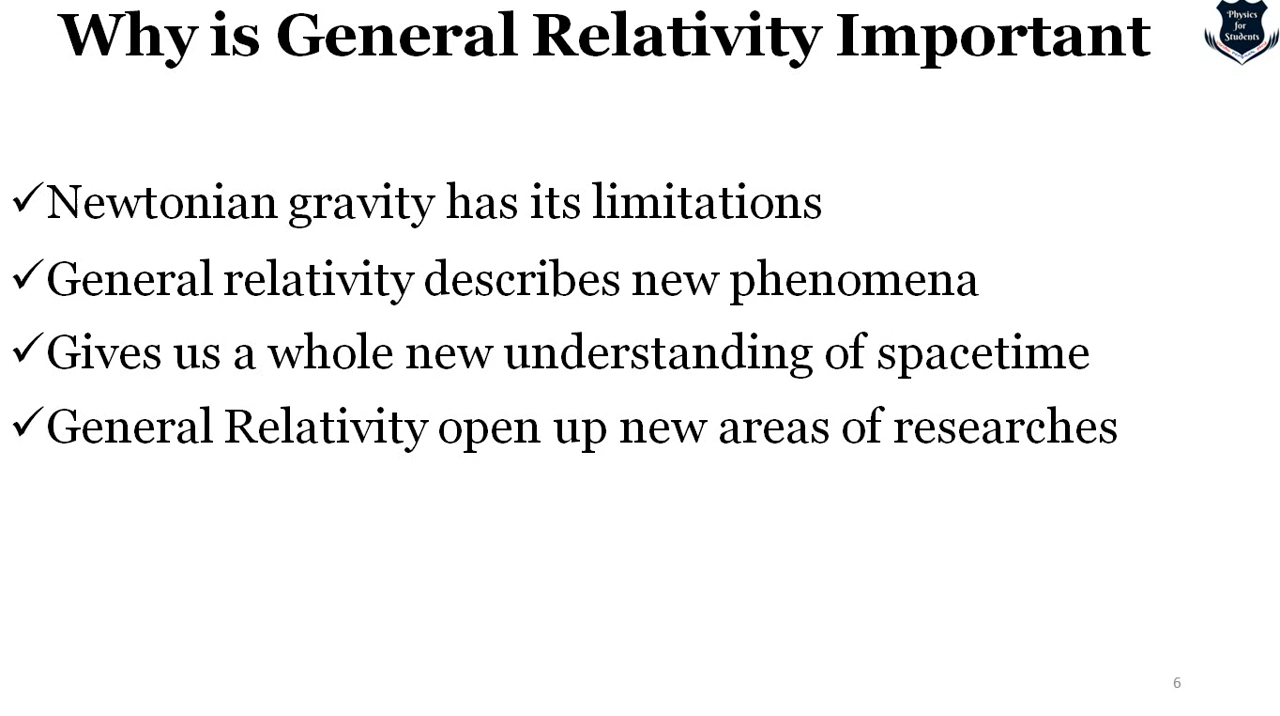 Why is General Relativity Important
Physics
for
Students
✓Newtonian gravity has its limitations
✓General relativity describes new phenomena
✓Gives us a whole new understanding of spacetime
✓General Relativity open up new areas of researches
6